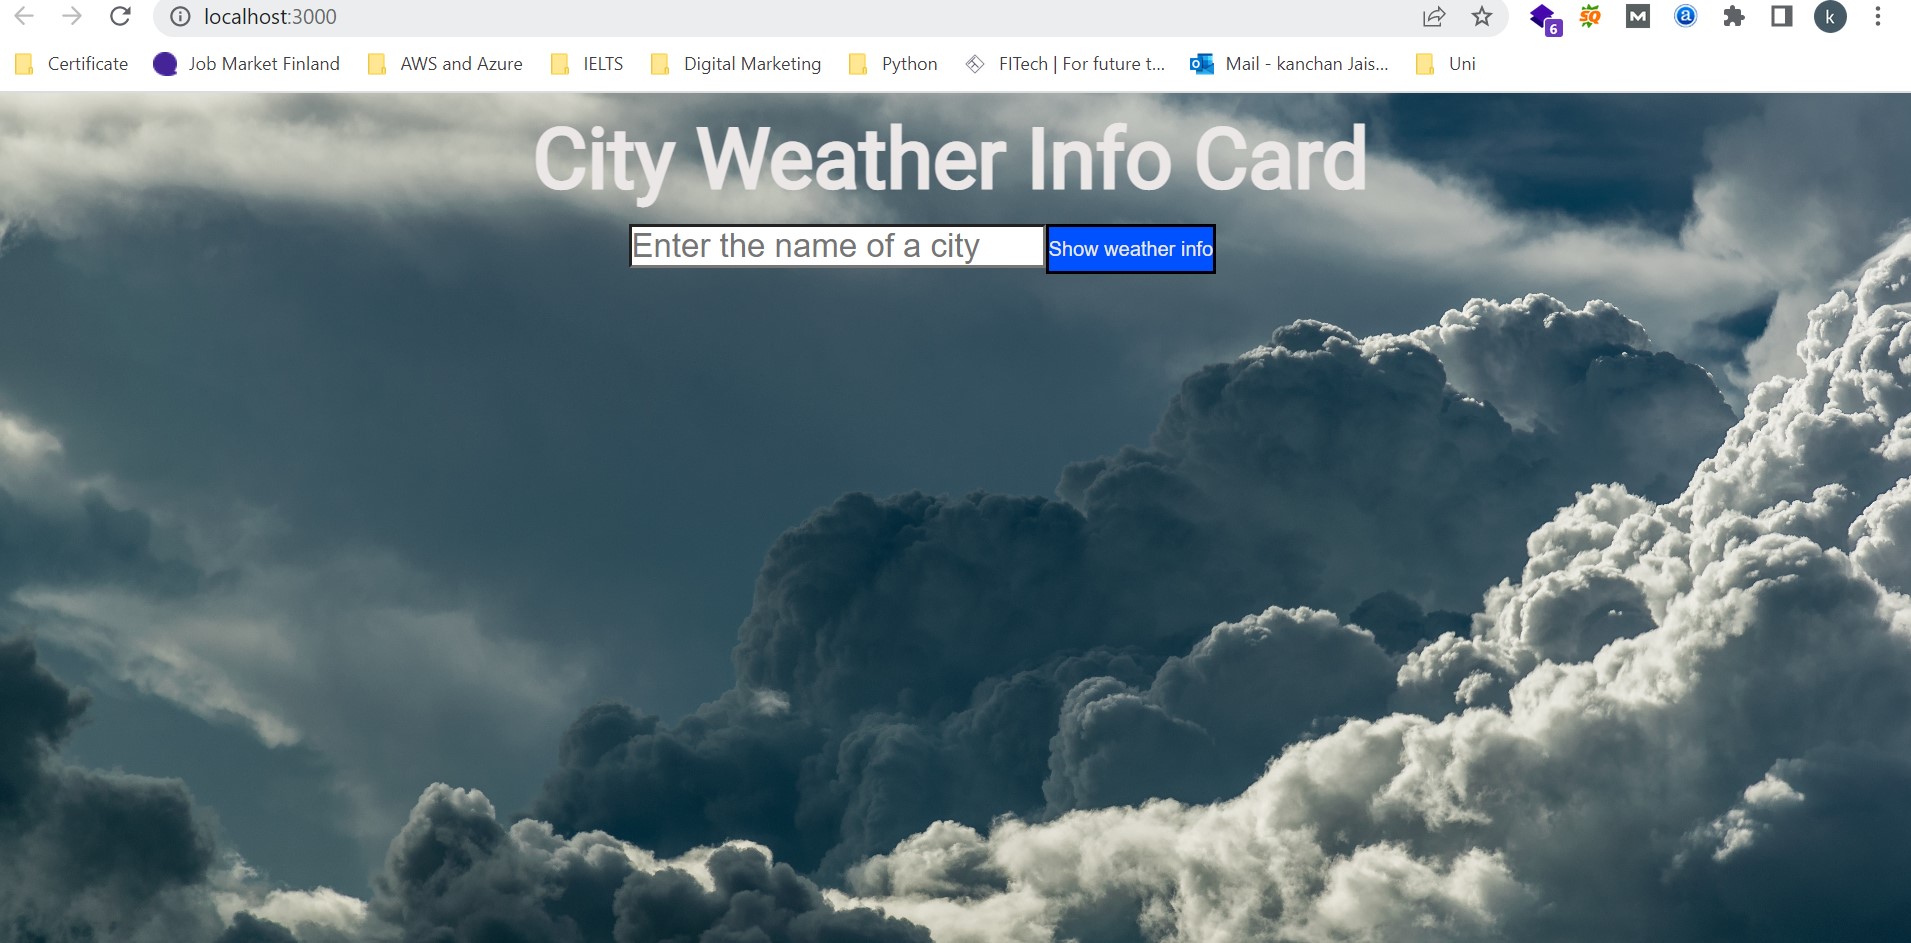 localhost:3000
6
SQ
M
a
k
Certificate
Job Market Finland
AWS and Azure
IELTS
Digital Marketing
Python
FITech | For future t...
Mail - kanchan Jais...
Uni
City Weather Info Card
Enter the name of a city
Show weather info